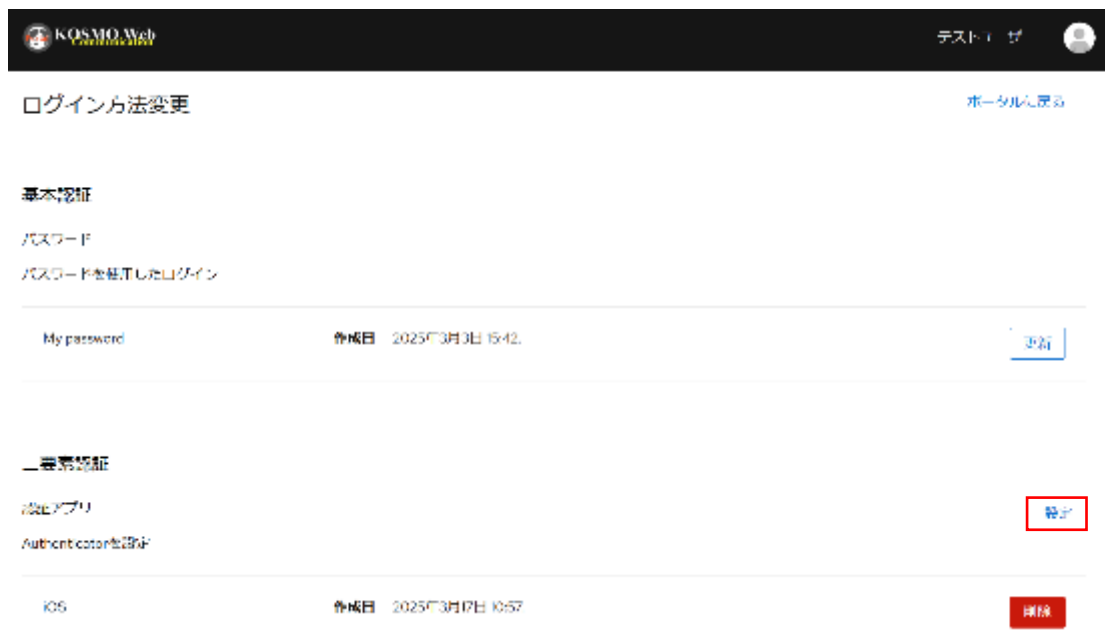 KOSMO.Web
Communication
テストユーザ
ログイン方法変更
ポータルに戻る
基本認証
パスワード
パスワードを使用したログイン
My password 作成日 2025年3月3日 15:42.
更新
二要素認証
認証アプリ
設定
Authenticatorを設定
iOS 作成日 2025年3月17日 10:57
削除